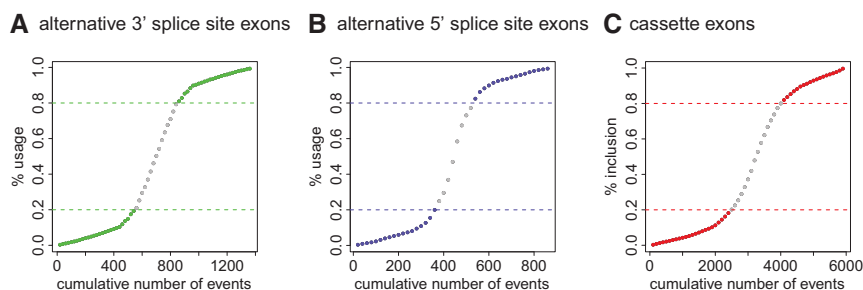 A alternative 3' splice site exons
% usage
1.0
0.8
0.6
0.4
0.2
0.0
0 400 800 1200
cumulative number of events
B alternative 5' splice site exons
% usage
1.0
0.8
0.6
0.4
0.2
0.0
0 200 400 600 800
cumulative number of events
C cassette exons
% inclusion
1.0
0.8
0.6
0.4
0.2
0.0
0 2000 4000 6000
cumulative number of events